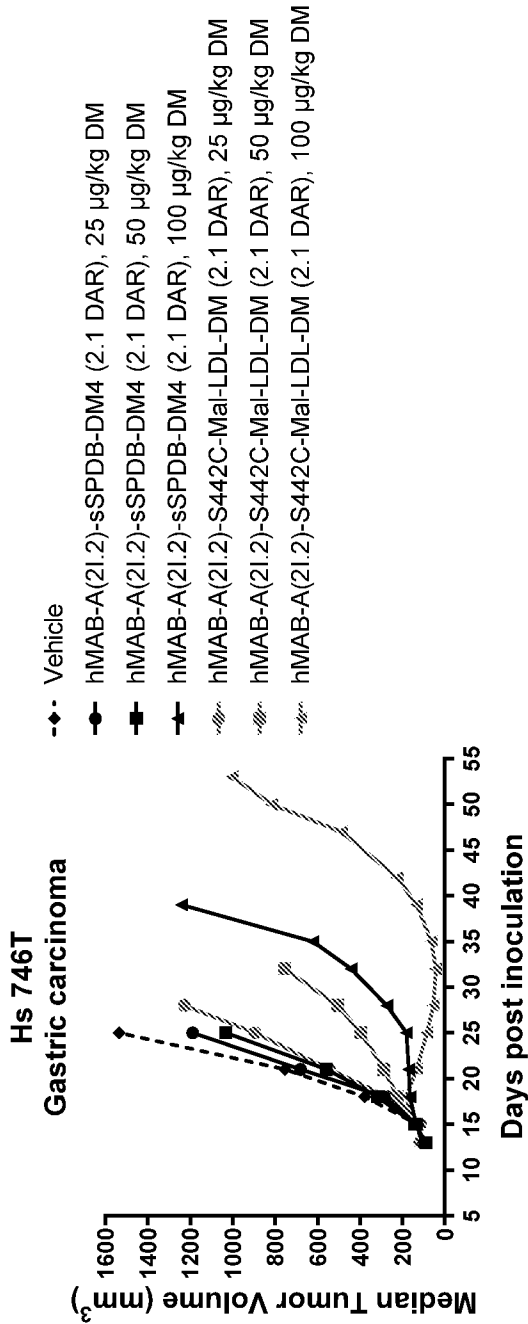 Hs 746T
Gastric carcinoma
Median Tumor Volume (mm³)
1600
1400
1200
1000
800
600
400
200
0
5 10 15 20 25 30 35 40 45 50 55
Days post inoculation
Vehicle
hMAB-A(2I.2)-sSPDB-DM4 (2.1 DAR), 25 µg/kg DM
hMAB-A(2I.2)-sSPDB-DM4 (2.1 DAR), 50 µg/kg DM
hMAB-A(2I.2)-sSPDB-DM4 (2.1 DAR), 100 µg/kg DM
hMAB-A(2I.2)-S442C-Mal-LDL-DM (2.1 DAR), 25 µg/kg DM
hMAB-A(2I.2)-S442C-Mal-LDL-DM (2.1 DAR), 50 µg/kg DM
hMAB-A(2I.2)-S442C-Mal-LDL-DM (2.1 DAR), 100 µg/kg DM